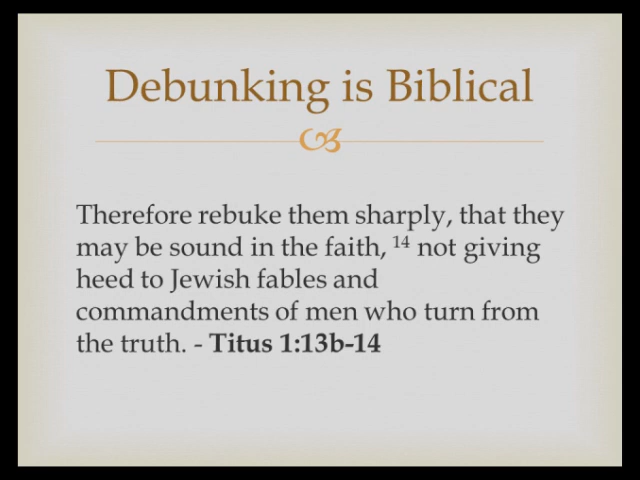 Debunking is Biblical
Therefore rebuke them sharply, that they
may be sound in the faith, ¹⁴ not giving
heed to Jewish fables and
commandments of men who turn from
the truth. - Titus 1:13b-14